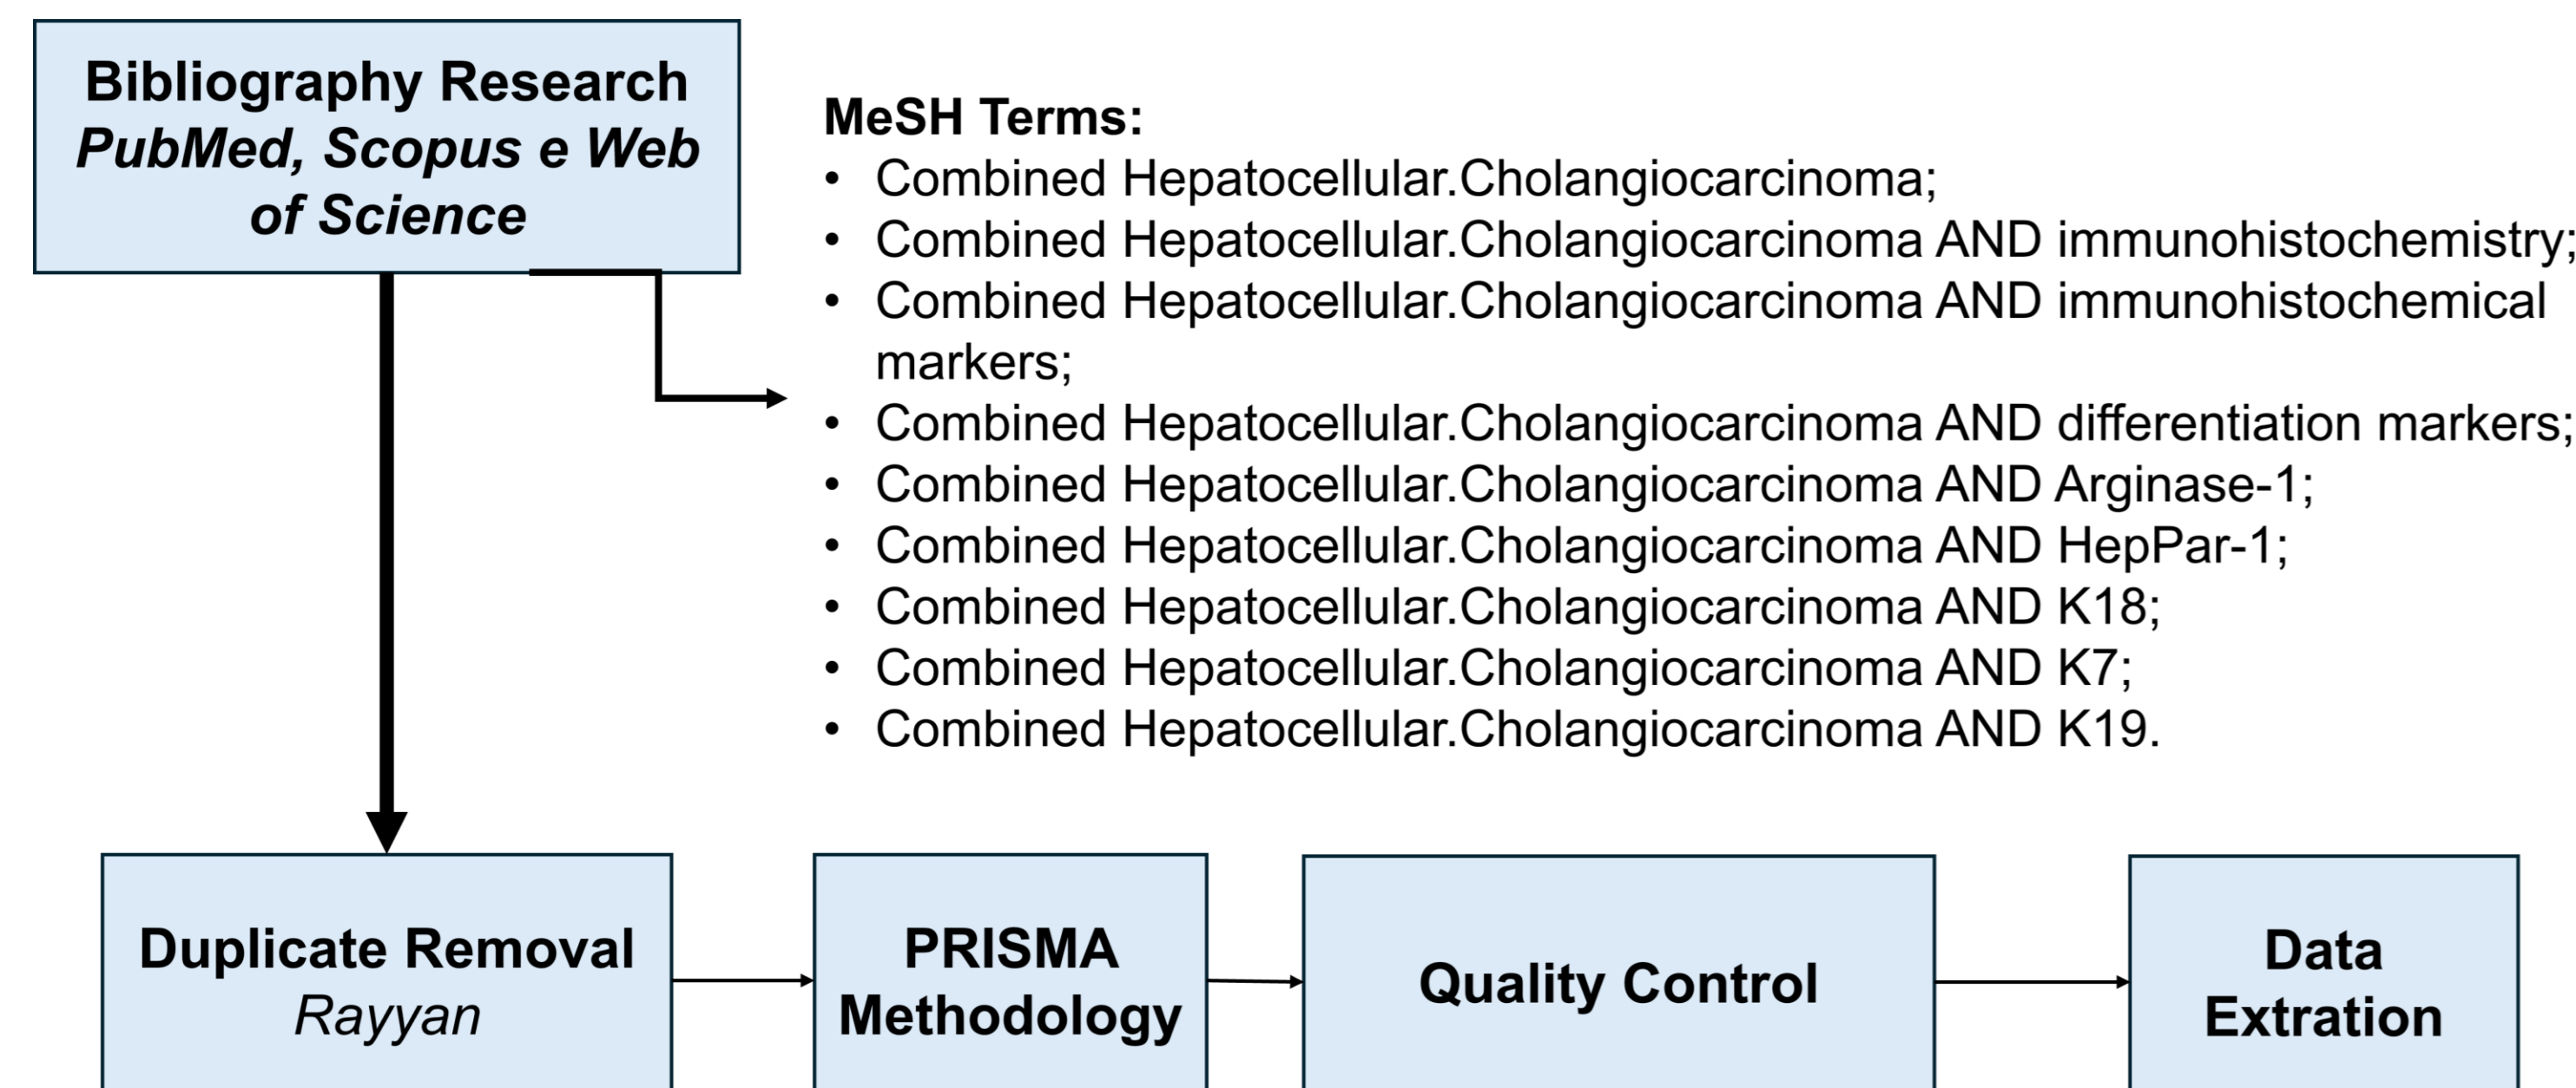 Bibliography Research
PubMed, Scopus e Web
of Science
MeSH Terms:
• Combined Hepatocellular.Cholangiocarcinoma;
• Combined Hepatocellular.Cholangiocarcinoma AND immunohistochemistry;
• Combined Hepatocellular.Cholangiocarcinoma AND immunohistochemical
markers;
• Combined Hepatocellular.Cholangiocarcinoma AND differentiation markers;
• Combined Hepatocellular.Cholangiocarcinoma AND Arginase-1;
• Combined Hepatocellular.Cholangiocarcinoma AND HepPar-1;
• Combined Hepatocellular.Cholangiocarcinoma AND K18;
• Combined Hepatocellular.Cholangiocarcinoma AND K7;
• Combined Hepatocellular.Cholangiocarcinoma AND K19.
Duplicate Removal
Rayyan
PRISMA
Methodology
Quality Control
Data
Extration